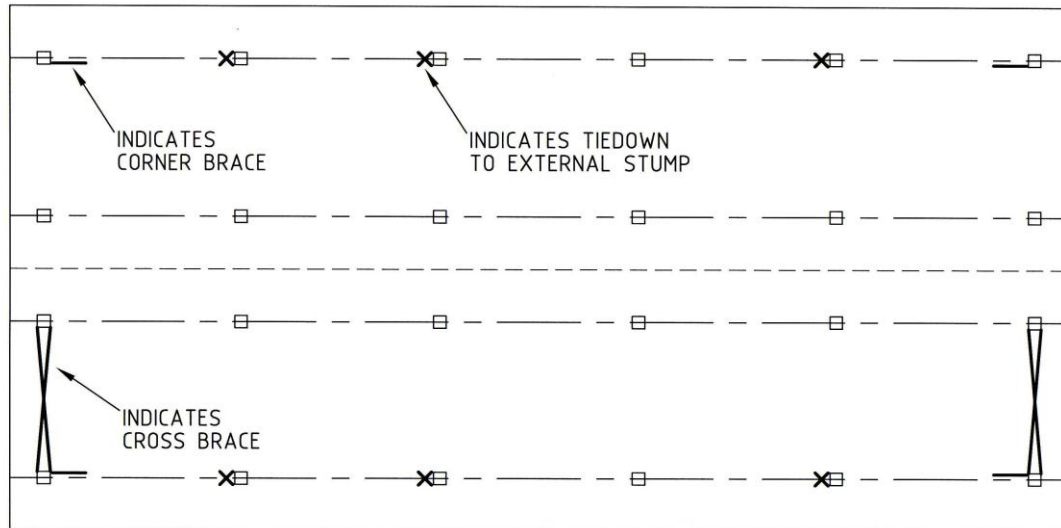 INDICATES
CORNER BRACE
INDICATES TIEDOWN
TO EXTERNAL STUMP
INDICATES
CROSS BRACE